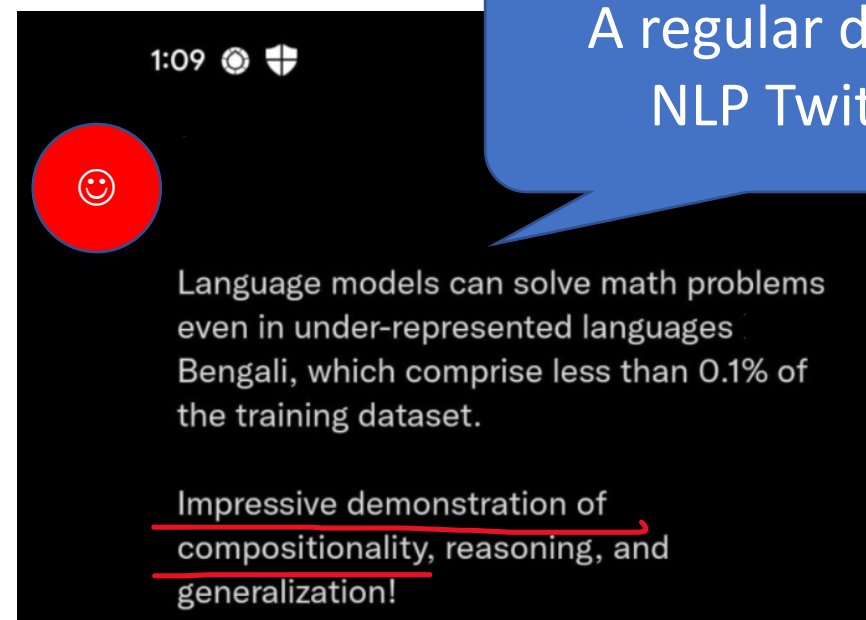 A regular d
NLP Twit
1:09
Language models can solve math problems
even in under-represented languages
Bengali, which comprise less than 0.1% of
the training dataset.
Impressive demonstration of
compositionality, reasoning, and
generalization!